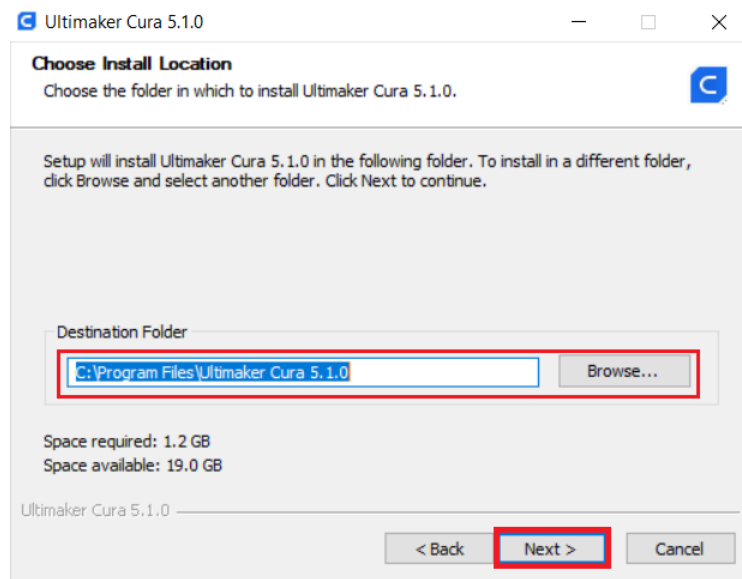 Ultimaker Cura 5.1.0
Choose Install Location
Choose the folder in which to install Ultimaker Cura 5.1.0.
Setup will install Ultimaker Cura 5.1.0 in the following folder. To install in a different folder,
click Browse and select another folder. Click Next to continue.
Destination Folder
C:\Program Files\Ultimaker Cura 5.1.0
Browse...
Space required: 1.2 GB
Space available: 19.0 GB
Ultimaker Cura 5.1.0
< Back
Next >
Cancel